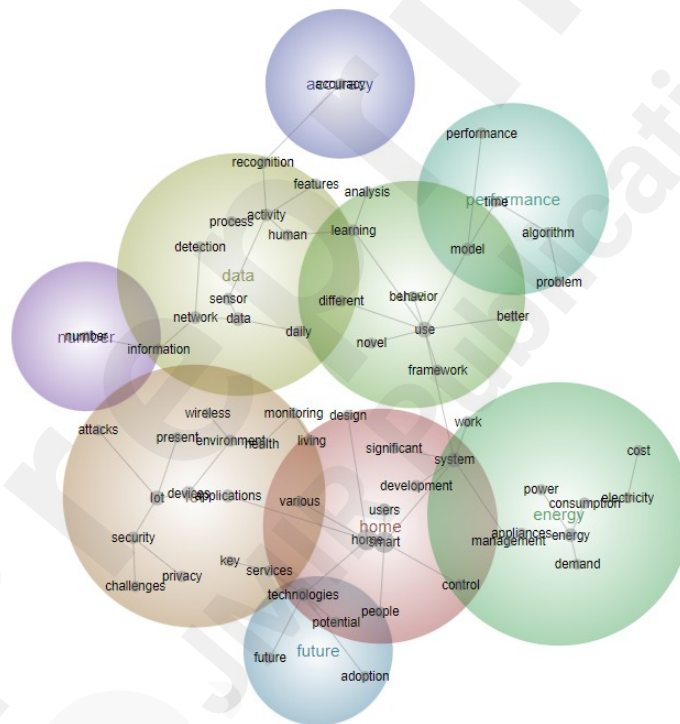 accuracy
accuracy
performance
recognition
features
analysis
performance
time
activity
process
human
learning
algorithm
detection
model
data
problem
behavior
sensor
different
network
data
daily
use
better
number
number
information
novel
framework
wireless
monitoring
design
work
attacks
present
environment
health
living
significant
cost
system
development
power
devices
applications
Iot
various
users
consumption
electricity
energy
home
security
home
smart
appliances
management
energy
key
services
demand
challenges
privacy
technologies
control
people
potential
future
future
adoption